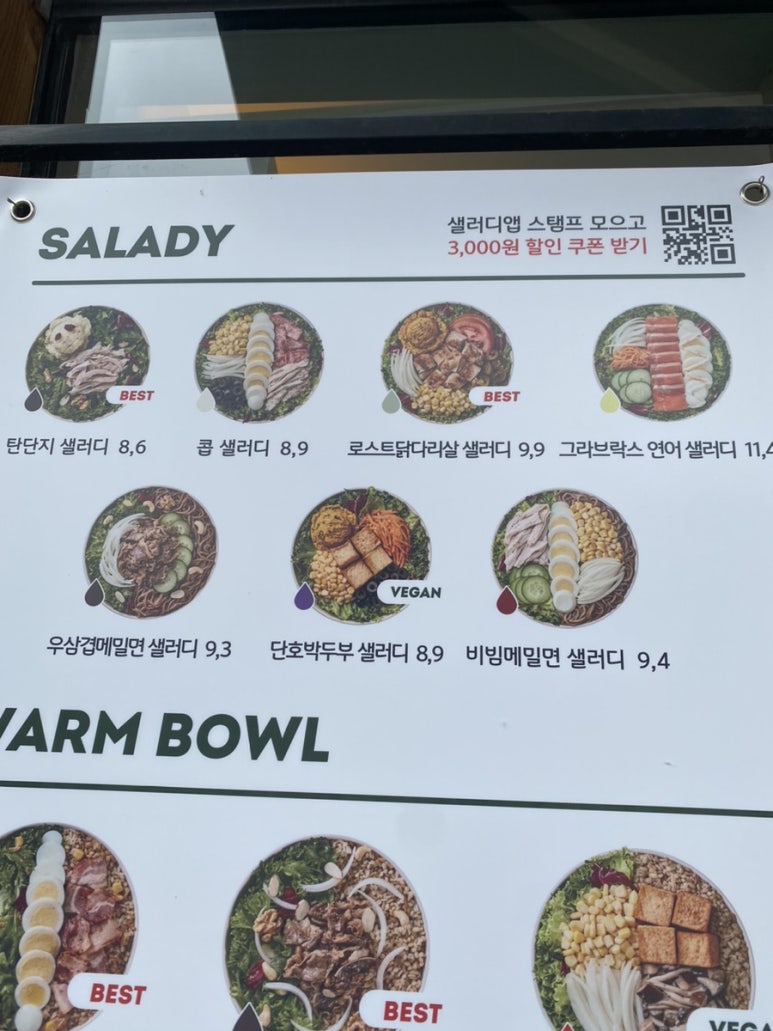 SALADY
샐러디앱 스탬프 모으고
3,000원 할인 쿠폰 받기
BEST
BEST
탄단지 샐러디 8,6
콥 샐러디 8,9
로스트닭다리살 샐러디 9,9
그라브락스 연어 샐러디 11,4
VEGAN
우삼겹메밀면 샐러디 9,3
단호박두부 샐러디 8,9
비빔메밀면 샐러디 9,4
WARM BOWL
BEST
BEST
VEGAN